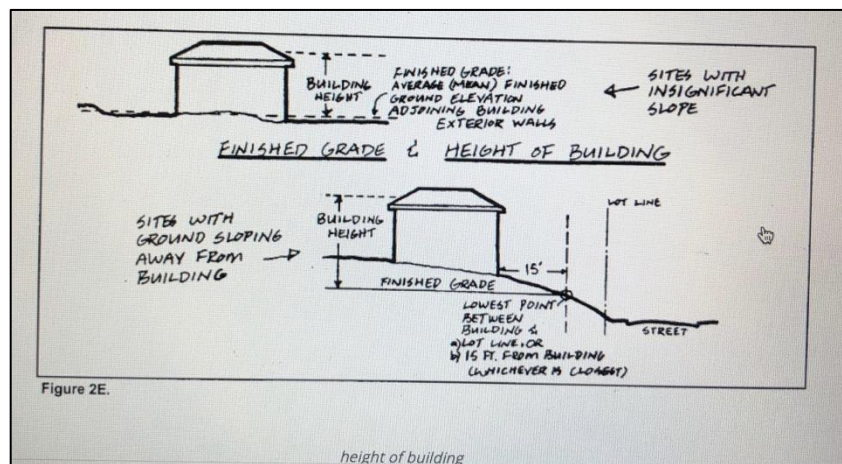 BUILDING
HEIGHT
FINISHED GRADE:
AVERAGE (MEAN) FINISHED
GROUND ELEVATION
ADJOINING BUILDING
EXTERIOR WALLS
SITES WITH
INSIGNIFICANT
SLOPE
FINISHED GRADE & HEIGHT OF BUILDING
SITES WITH
GROUND SLOPING
AWAY FROM
BUILDING
BUILDING
HEIGHT
LOT LINE
15'
FINISHED GRADE
LOWEST POINT
BETWEEN
BUILDING &
a) LOT LINE, OR
b) 15 FT. FROM BUILDING
(WHICHEVER IS CLOSEST)
STREET
Figure 2E.
height of building